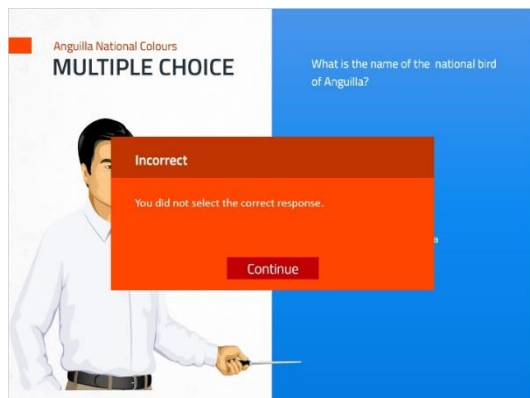 Anguilla National Colours
MULTIPLE CHOICE
What is the name of the national bird
of Anguilla?
Incorrect
You did not select the correct response.
Continue